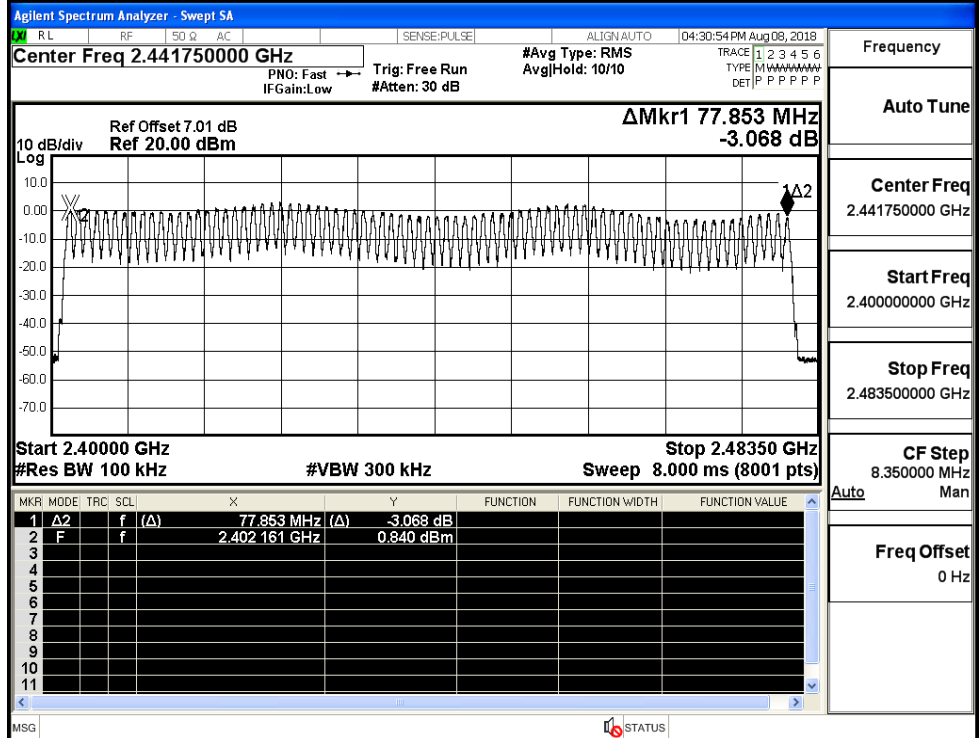 Agilent Spectrum Analyzer - Swept SA
LXI RL RF 50 Ω AC SENSE:PULSE ALIGN AUTO 04:30:54 PM Aug 08, 2018
Center Freq 2.441750000 GHz
#Avg Type: RMS
TRACE 1 2 3 4 5 6
PNO: Fast Trig: Free Run Avg|Hold: 10/10
TYPE M WWWWW
IFGain:Low #Atten: 30 dB
DET P P P P P P
ΔMkr1 77.853 MHz
-3.068 dB
Ref Offset 7.01 dB
10 dB/div Ref 20.00 dBm
Log
10.0
0.00
-10.0
-20.0
-30.0
-40.0
-50.0
-60.0
-70.0
2
1Δ2
Start 2.40000 GHz Stop 2.48350 GHz
#Res BW 100 kHz #VBW 300 kHz Sweep 8.000 ms (8001 pts)
MKR MODE TRC SCL X Y FUNCTION FUNCTION WIDTH FUNCTION VALUE
1 Δ2 f (Δ) 77.853 MHz (Δ) -3.068 dB
2 F f 2.402 161 GHz 0.840 dBm
3
4
5
6
7
8
9
10
11
MSG STATUS
Frequency
Auto Tune
Center Freq
2.441750000 GHz
Start Freq
2.400000000 GHz
Stop Freq
2.483500000 GHz
CF Step
8.350000 MHz
Auto Man
Freq Offset
0 Hz